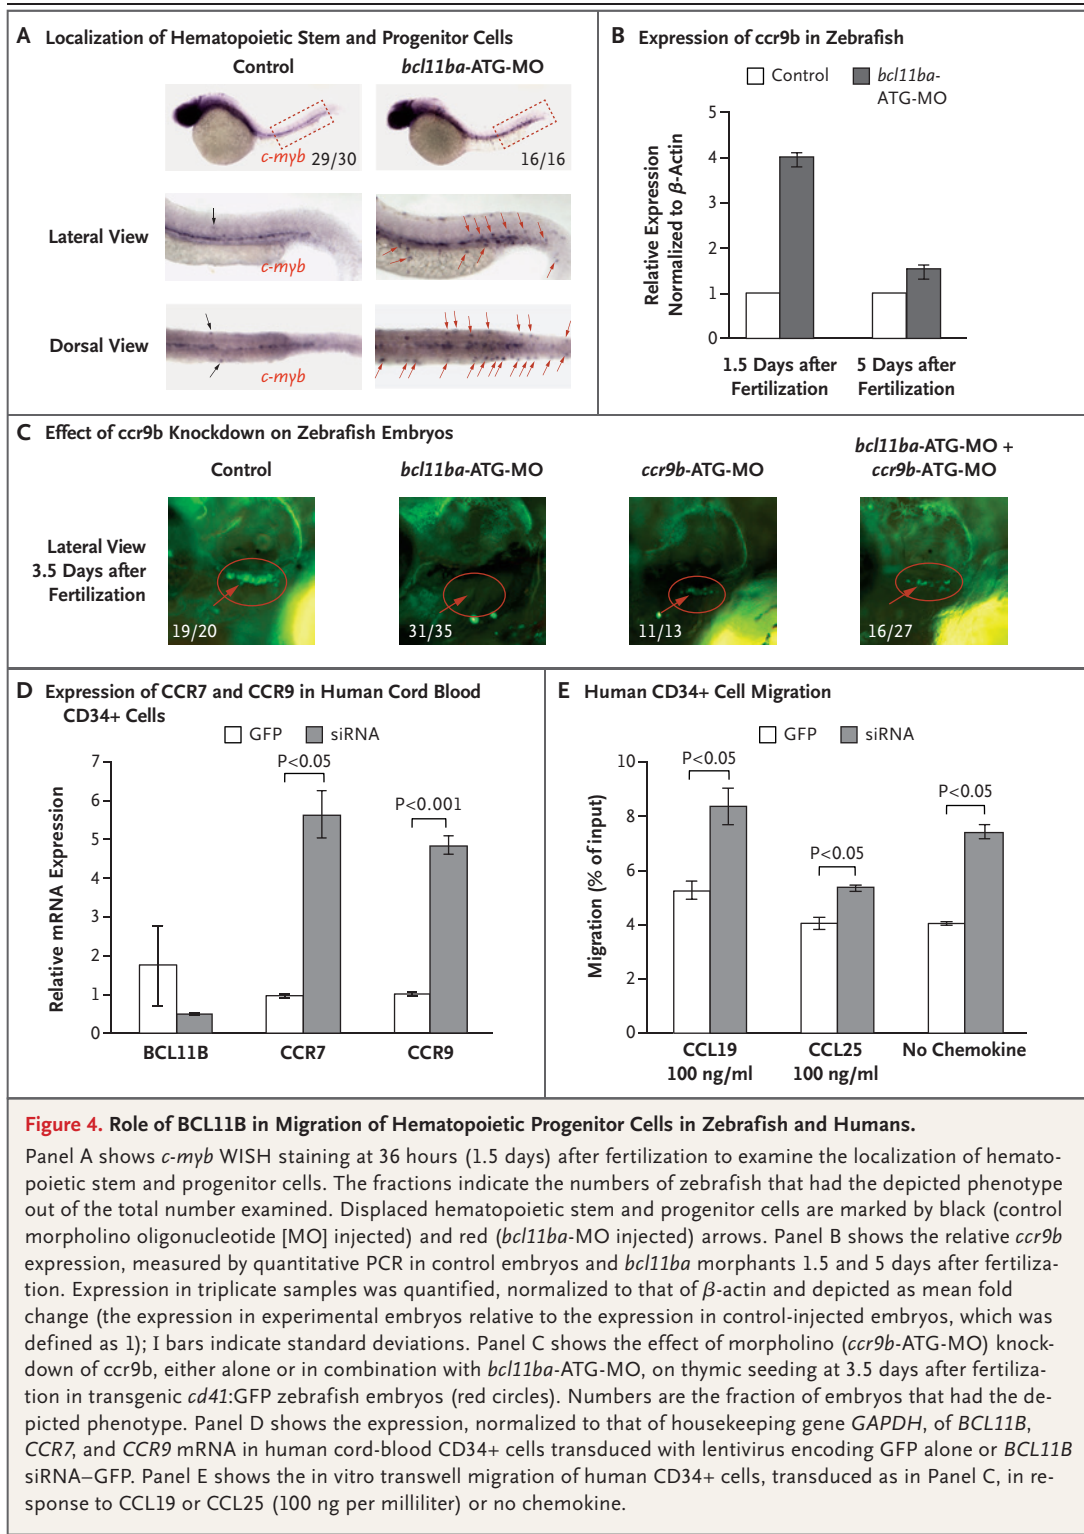 A Localization of Hematopoietic Stem and Progenitor Cells
Control
bcl11ba-ATG-MO
c-myb 29/30
16/16
Lateral View
c-myb
Dorsal View
c-myb
B Expression of ccr9b in Zebrafish
Control
bcl11ba-
ATG-MO
Relative Expression
Normalized to β-Actin
5
4
3
2
1
0
1.5 Days after
Fertilization
5 Days after
Fertilization
C Effect of ccr9b Knockdown on Zebrafish Embryos
Control
bcl11ba-ATG-MO
ccr9b-ATG-MO
bcl11ba-ATG-MO +
ccr9b-ATG-MO
Lateral View
3.5 Days after
Fertilization
19/20
31/35
11/13
16/27
D Expression of CCR7 and CCR9 in Human Cord Blood
CD34+ Cells
GFP
siRNA
Relative mRNA Expression
7
6
5
4
3
2
1
0
P<0.05
P<0.001
BCL11B
CCR7
CCR9
E Human CD34+ Cell Migration
GFP
siRNA
Migration (% of input)
10
8
6
4
2
0
P<0.05
P<0.05
P<0.05
CCL19
100 ng/ml
CCL25
100 ng/ml
No Chemokine
Figure 4. Role of BCL11B in Migration of Hematopoietic Progenitor Cells in Zebrafish and Humans.
Panel A shows c-myb WISH staining at 36 hours (1.5 days) after fertilization to examine the localization of hemato-
poietic stem and progenitor cells. The fractions indicate the numbers of zebrafish that had the depicted phenotype
out of the total number examined. Displaced hematopoietic stem and progenitor cells are marked by black (control
morpholino oligonucleotide [MO] injected) and red (bcl11ba-MO injected) arrows. Panel B shows the relative ccr9b
expression, measured by quantitative PCR in control embryos and bcl11ba morphants 1.5 and 5 days after fertiliza-
tion. Expression in triplicate samples was quantified, normalized to that of β-actin and depicted as mean fold
change (the expression in experimental embryos relative to the expression in control-injected embryos, which was
defined as 1); I bars indicate standard deviations. Panel C shows the effect of morpholino (ccr9b-ATG-MO) knock-
down of ccr9b, either alone or in combination with bcl11ba-ATG-MO, on thymic seeding at 3.5 days after fertiliza-
tion in transgenic cd41:GFP zebrafish embryos (red circles). Numbers are the fraction of embryos that had the de-
picted phenotype. Panel D shows the expression, normalized to that of housekeeping gene GAPDH, of BCL11B,
CCR7, and CCR9 mRNA in human cord-blood CD34+ cells transduced with lentivirus encoding GFP alone or BCL11B
siRNA–GFP. Panel E shows the in vitro transwell migration of human CD34+ cells, transduced as in Panel C, in re-
sponse to CCL19 or CCL25 (100 ng per milliliter) or no chemokine.